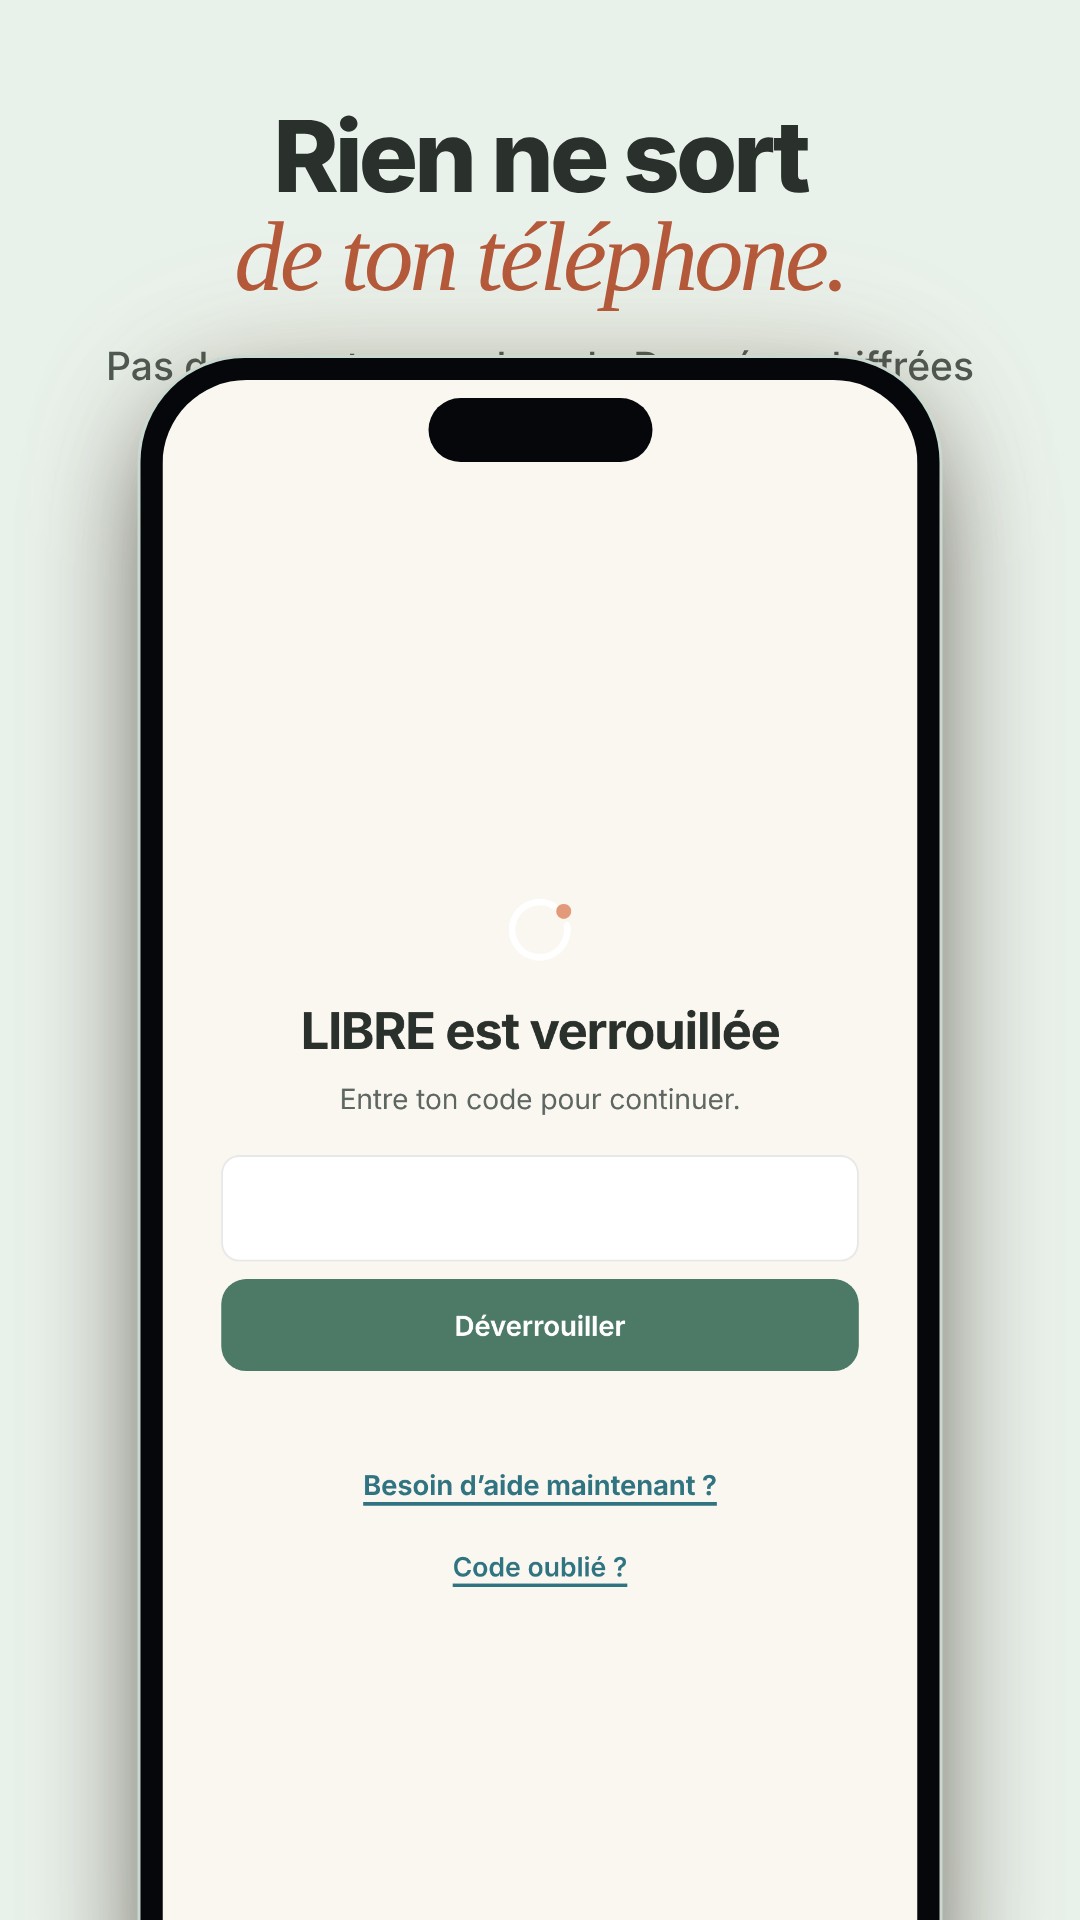 Rien ne sort
de ton téléphone.
Pas
LIBRE est verrouillée
Entre ton code pour continuer.
Déverrouiller
Besoin d’aide maintenant ?
Code oublié ?